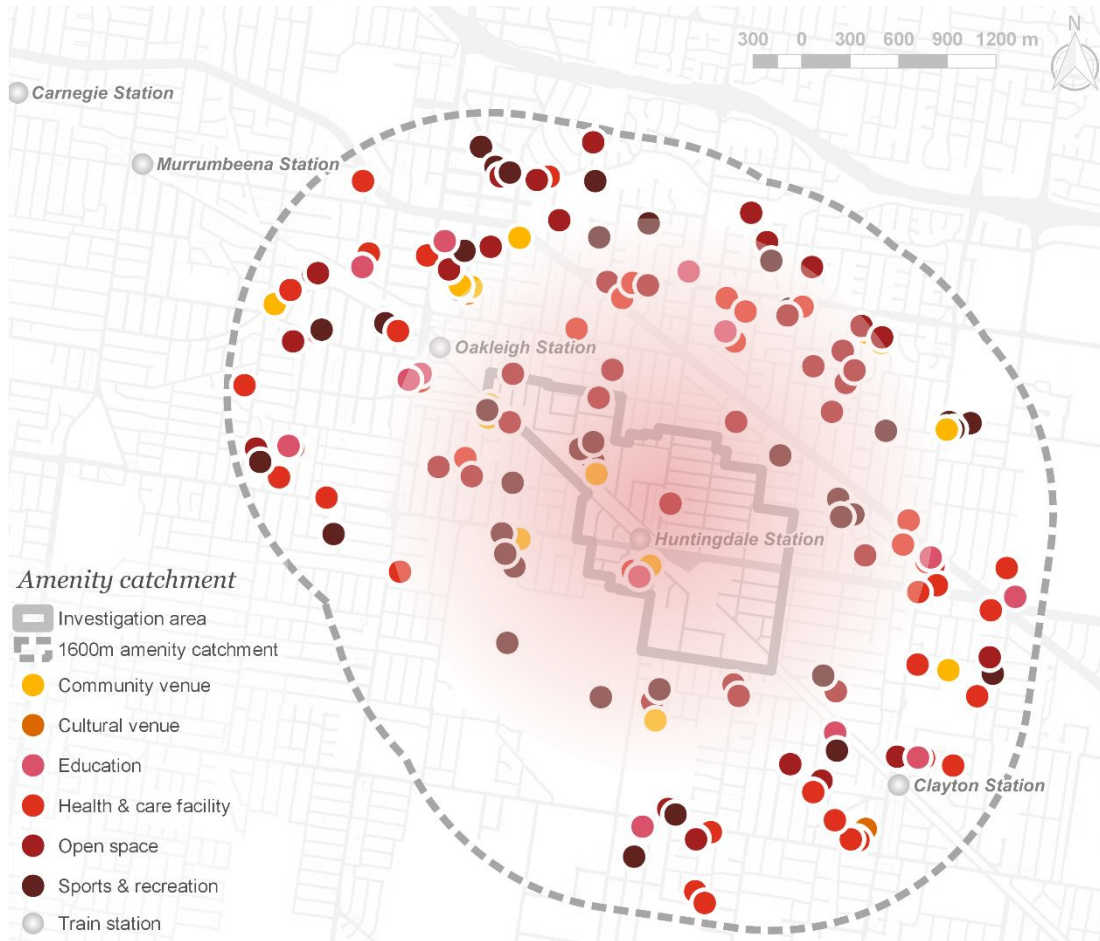 N
300 0 300 600 900 1200 m
Carnegie Station
Murrumbeena Station
Oakleigh Station
Huntingdale Station
Clayton Station
Amenity catchment
Investigation area
1600m amenity catchment
Community venue
Cultural venue
Education
Health & care facility
Open space
Sports & recreation
Train station